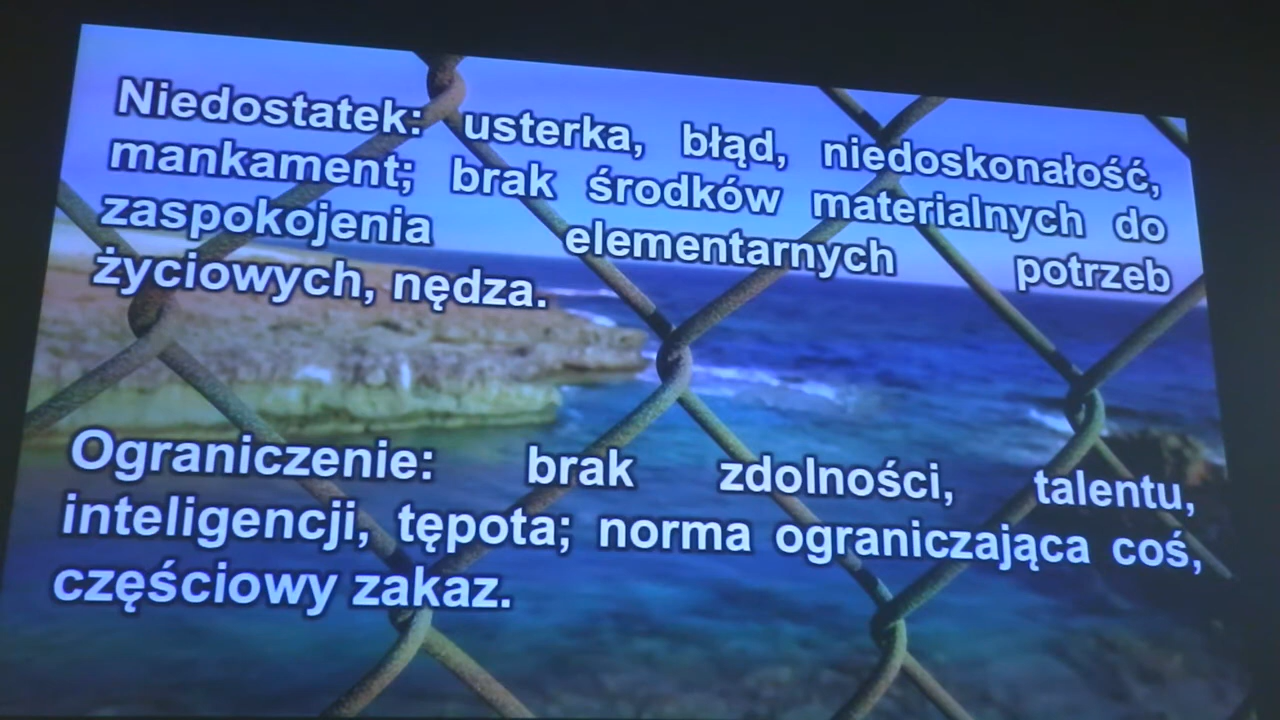 Niedostatek: usterka, błąd, niedoskonałość,
mankament; brak środków materialnych do
zaspokojenia elementarnych potrzeb
życiowych, nędza.
Ograniczenie: brak zdolności, talentu,
inteligencji, tępota; norma ograniczająca coś,
częściowy zakaz.